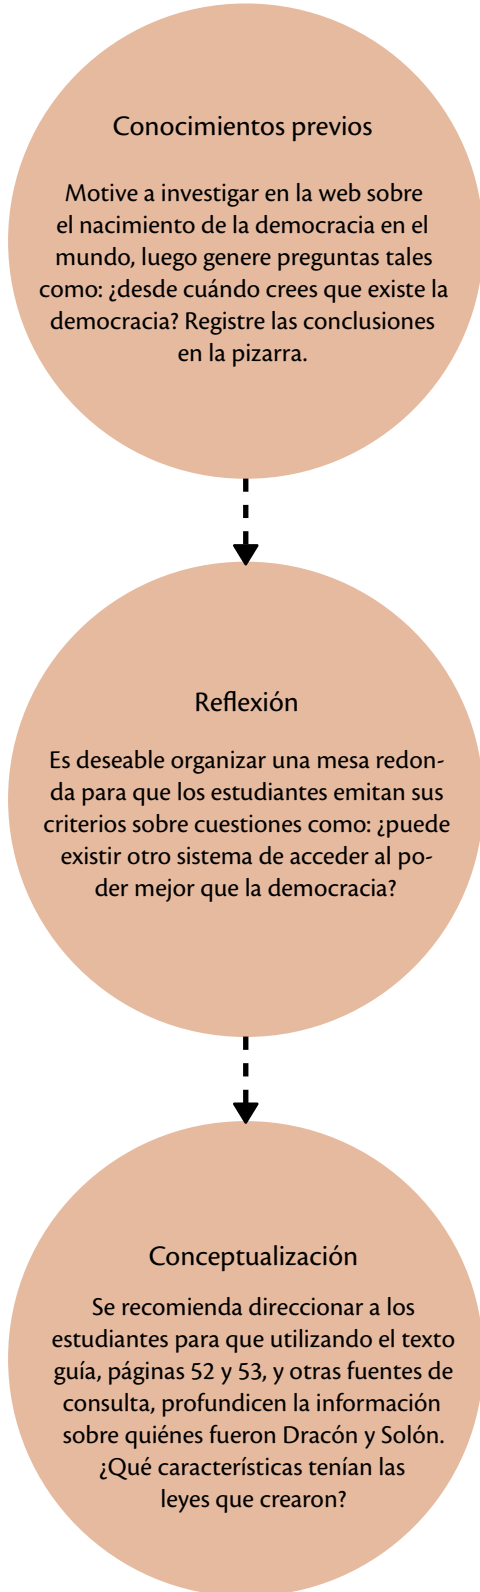 Conocimientos previos
Motive a investigar en la web sobre
el nacimiento de la democracia en el
mundo, luego genere preguntas tales
como: ¿desde cuándo crees que existe la
democracia? Registre las conclusiones
en la pizarra.
Reflexión
Es deseable organizar una mesa redon-
da para que los estudiantes emitan sus
criterios sobre cuestiones como: ¿puede
existir otro sistema de acceder al po-
der mejor que la democracia?
Conceptualización
Se recomienda direccionar a los
estudiantes para que utilizando el texto
guía, páginas 52 y 53, y otras fuentes de
consulta, profundicen la información
sobre quiénes fueron Dracón y Solón.
¿Qué características tenían las
leyes que crearon?